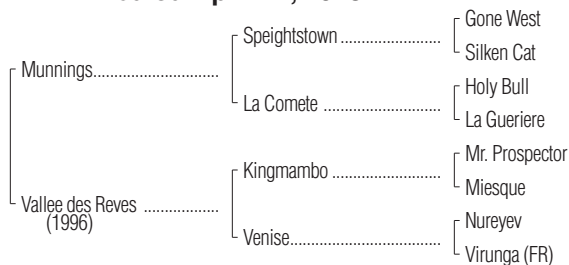 Gone West
Speightstown
Silken Cat
Munnings
Holy Bull
La Comete
La Gueriere
Mr. Prospector
Kingmambo
Miesque
Vallee des Reves
(1996)
Nureyev
Venise
Virunga (FR)